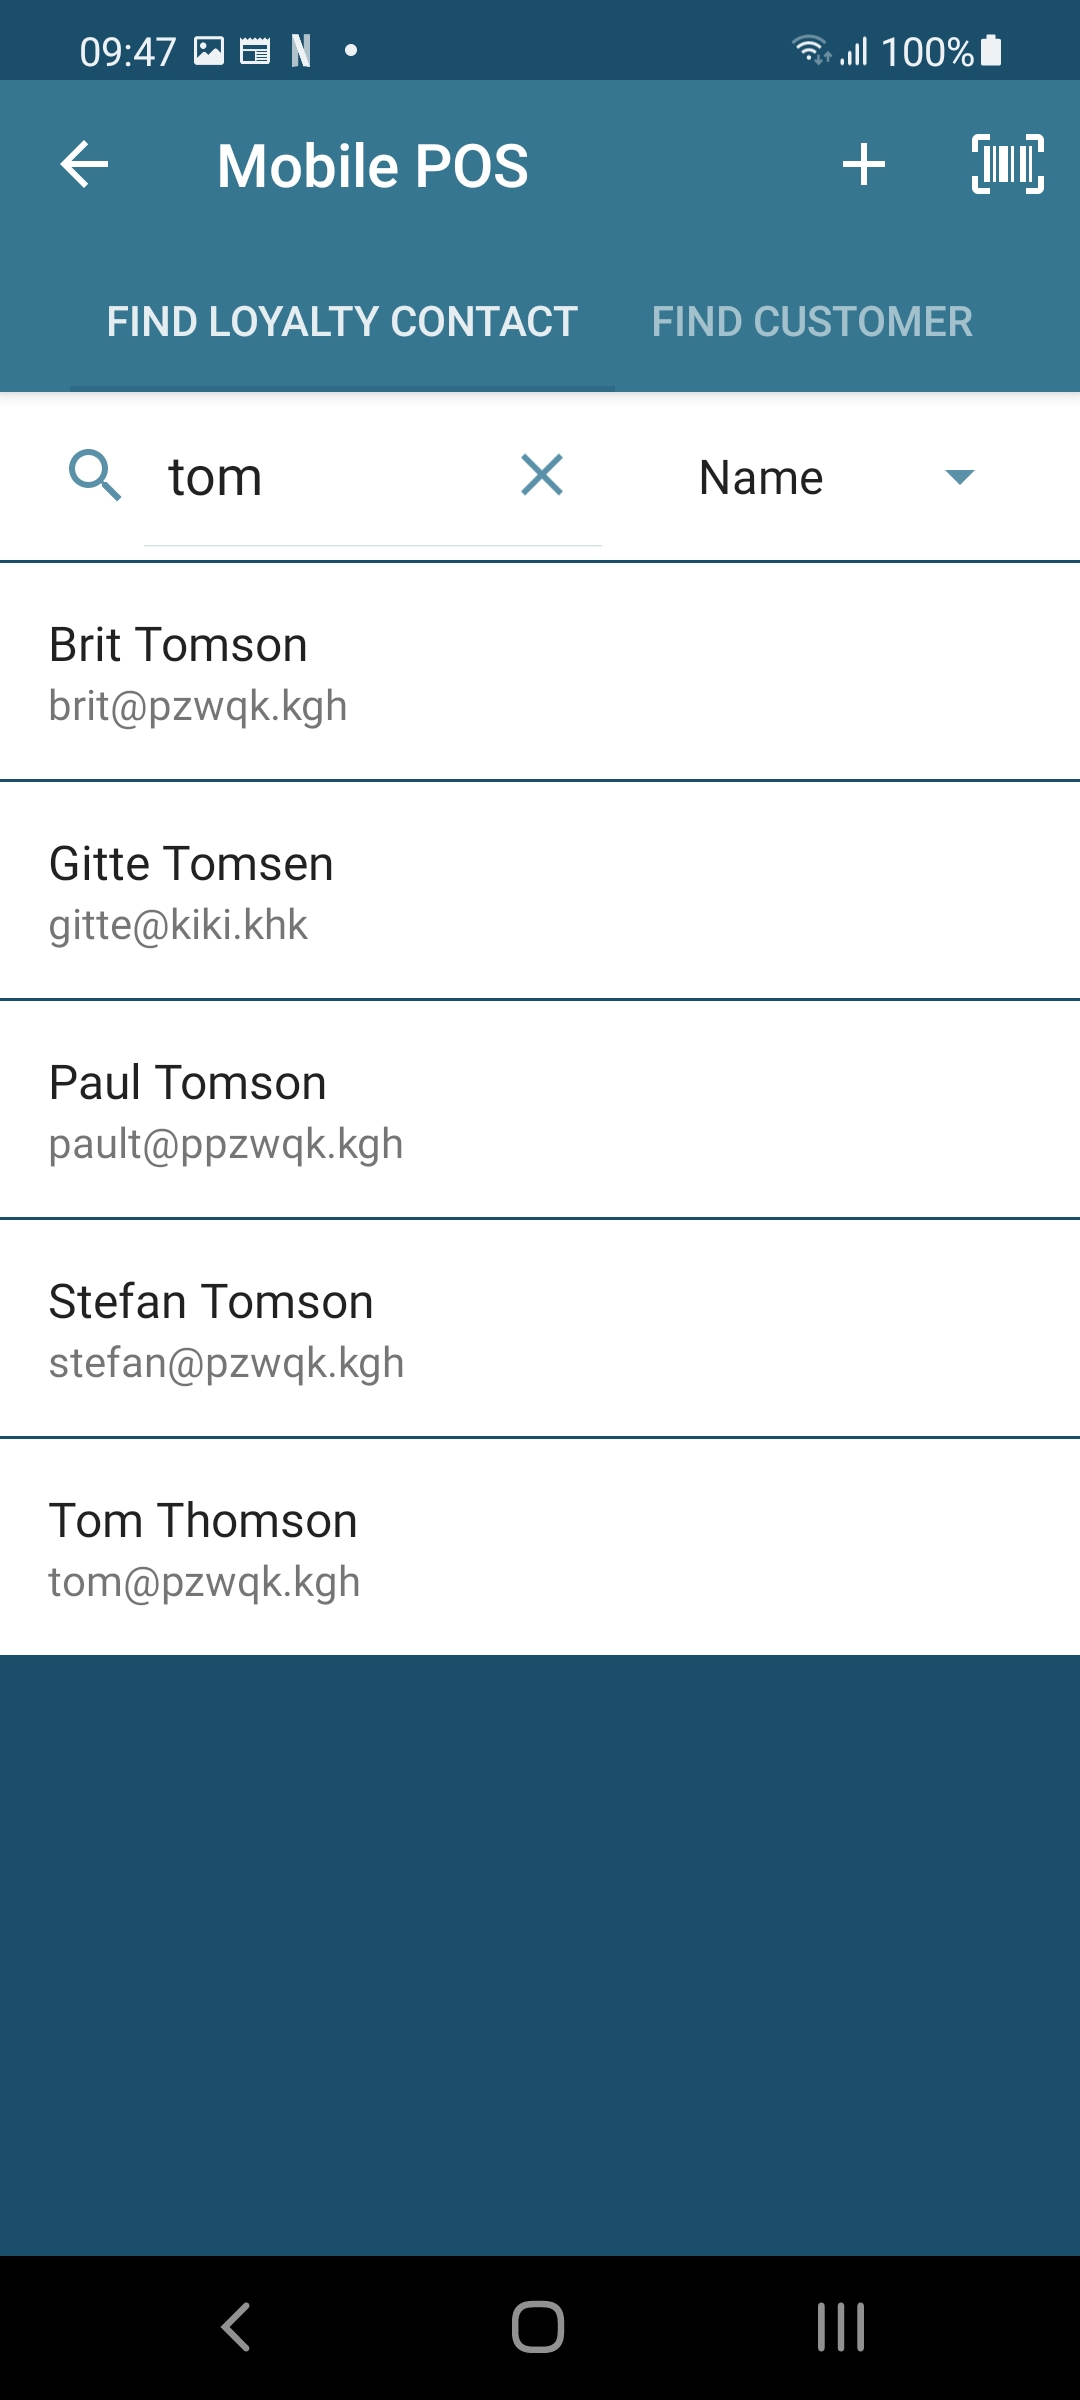 09:47 N 100%
Mobile POS
FIND LOYALTY CONTACT FIND CUSTOMER
tom Name
Brit Tomson
brit@pzwqk.kgh
Gitte Tomsen
gitte@kiki.khk
Paul Tomson
pault@ppzwqk.kgh
Stefan Tomson
stefan@pzwqk.kgh
Tom Thomson
tom@pzwqk.kgh